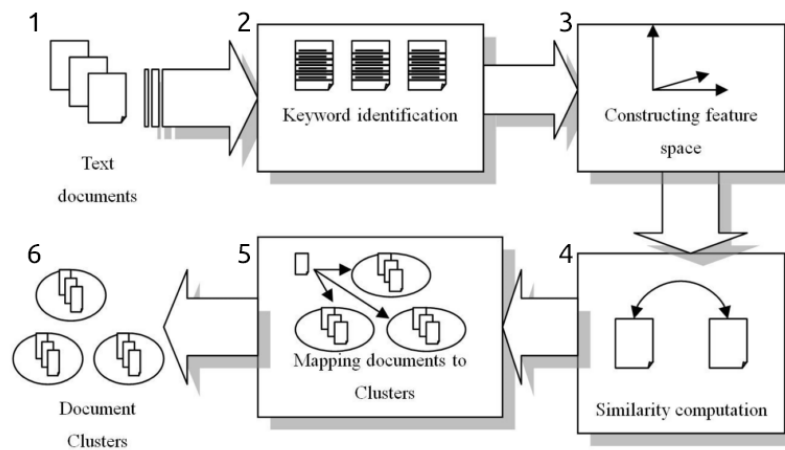 1
Text
documents
2
Keyword identification
3
Constructing feature
space
4
Similarity computation
5
Mapping documents to
Clusters
6
Document
Clusters